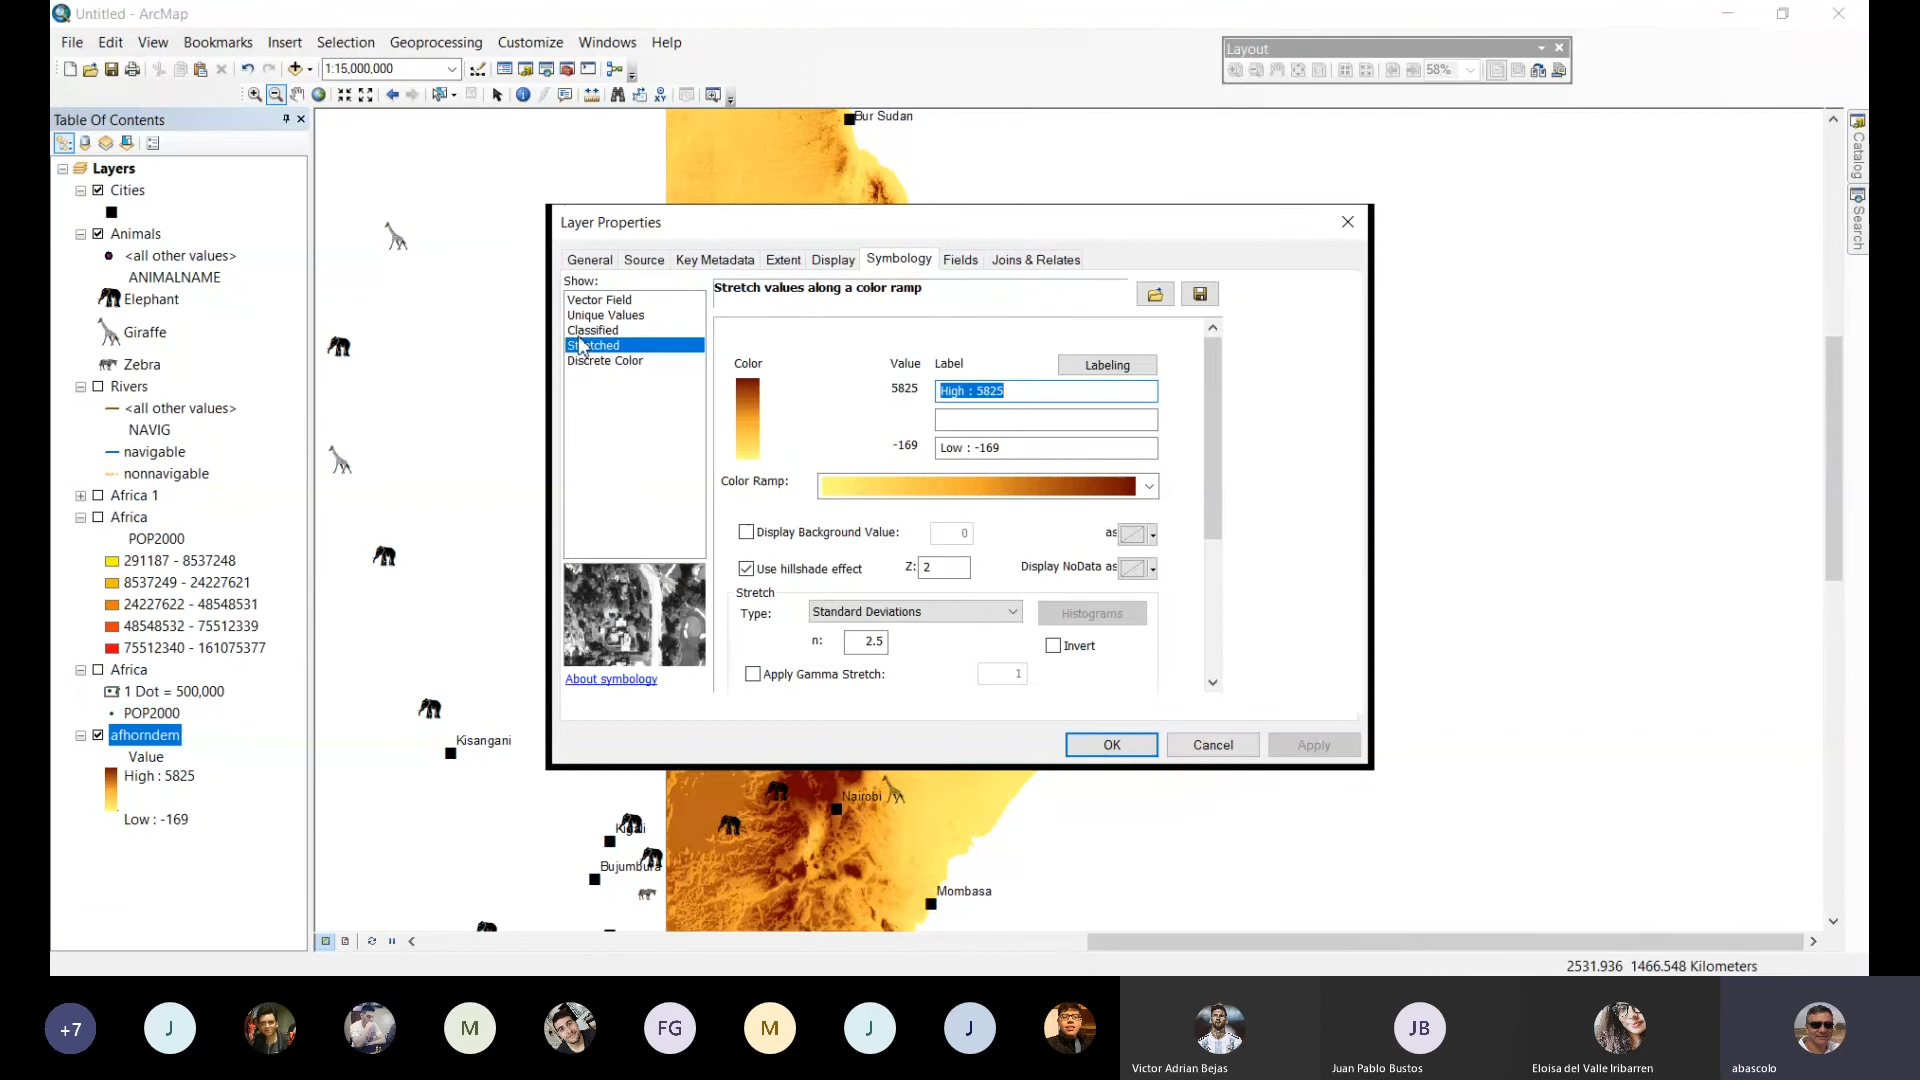 Untitled - ArcMap
File Edit View Bookmarks Insert Selection Geoprocessing Customize Windows Help
Layout
1:15,000,000
58%
Table Of Contents
Layers
Cities
Animals
<all other values>
ANIMALNAME
Elephant
Giraffe
Zebra
Rivers
<all other values>
NAVIG
navigable
nonnavigable
Africa 1
Africa
POP2000
291187 - 8537248
8537249 - 24227621
24227622 - 48548531
48548532 - 75512339
75512340 - 161075377
Africa
1 Dot = 500,000
POP2000
afhorndem
Value
High : 5825
Low : -169
Bur Sudan
Kisangani
Kigali
Bujumbura
Nairobi
Mombasa
Layer Properties
General Source Key Metadata Extent Display Symbology Fields Joins & Relates
Show:
Vector Field
Unique Values
Classified
Stretched
Discrete Color
About symbology
Stretch values along a color ramp
Color Value Label Labeling
5825 High : 5825
-169 Low : -169
Color Ramp:
Display Background Value: 0 as
Use hillshade effect Z: 2 Display NoData as
Stretch
Type: Standard Deviations Histograms
n: 2.5 Invert
Apply Gamma Stretch: 1
OK Cancel Apply
Catalog
Search
2531.936 1466.548 Kilometers
+7 J M FG M J J JB
Victor Adrian Bejas Juan Pablo Bustos Eloisa del Valle Iribarren abascolo